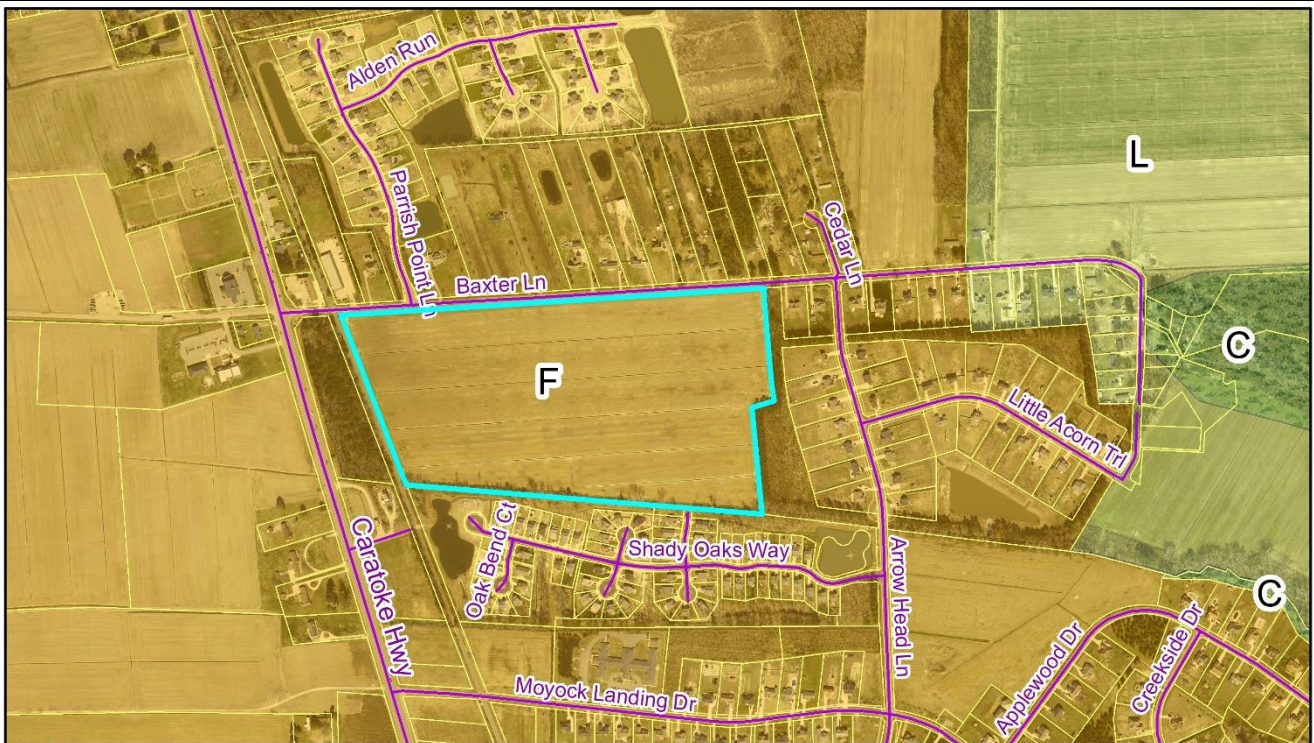 Alden Run
L
Parrish Point Ln
Cedar Ln
Baxter Ln
C
F
Little Acorn Trl
Caratoke Hwy
Oak Bend Ct
Shady Oaks Way
Arrow Head Ln
C
Moyock Landing Dr
Applewood Dr
Creekside Dr